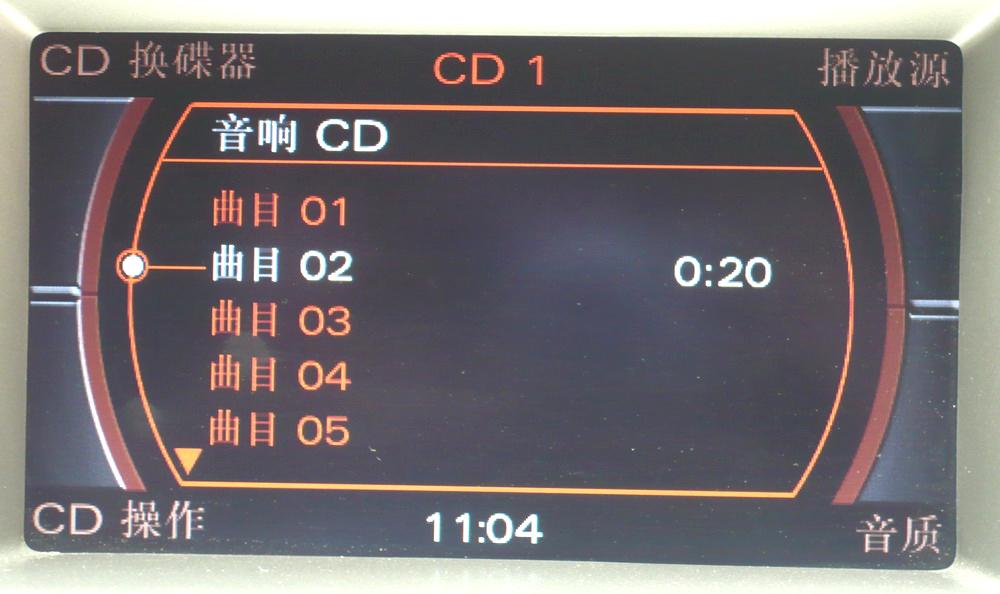 CD 换碟器 CD 1 播放源
音响 CD
曲目 01
曲目 02 0:20
曲目 03
曲目 04
曲目 05
CD 操作 11:04 音质